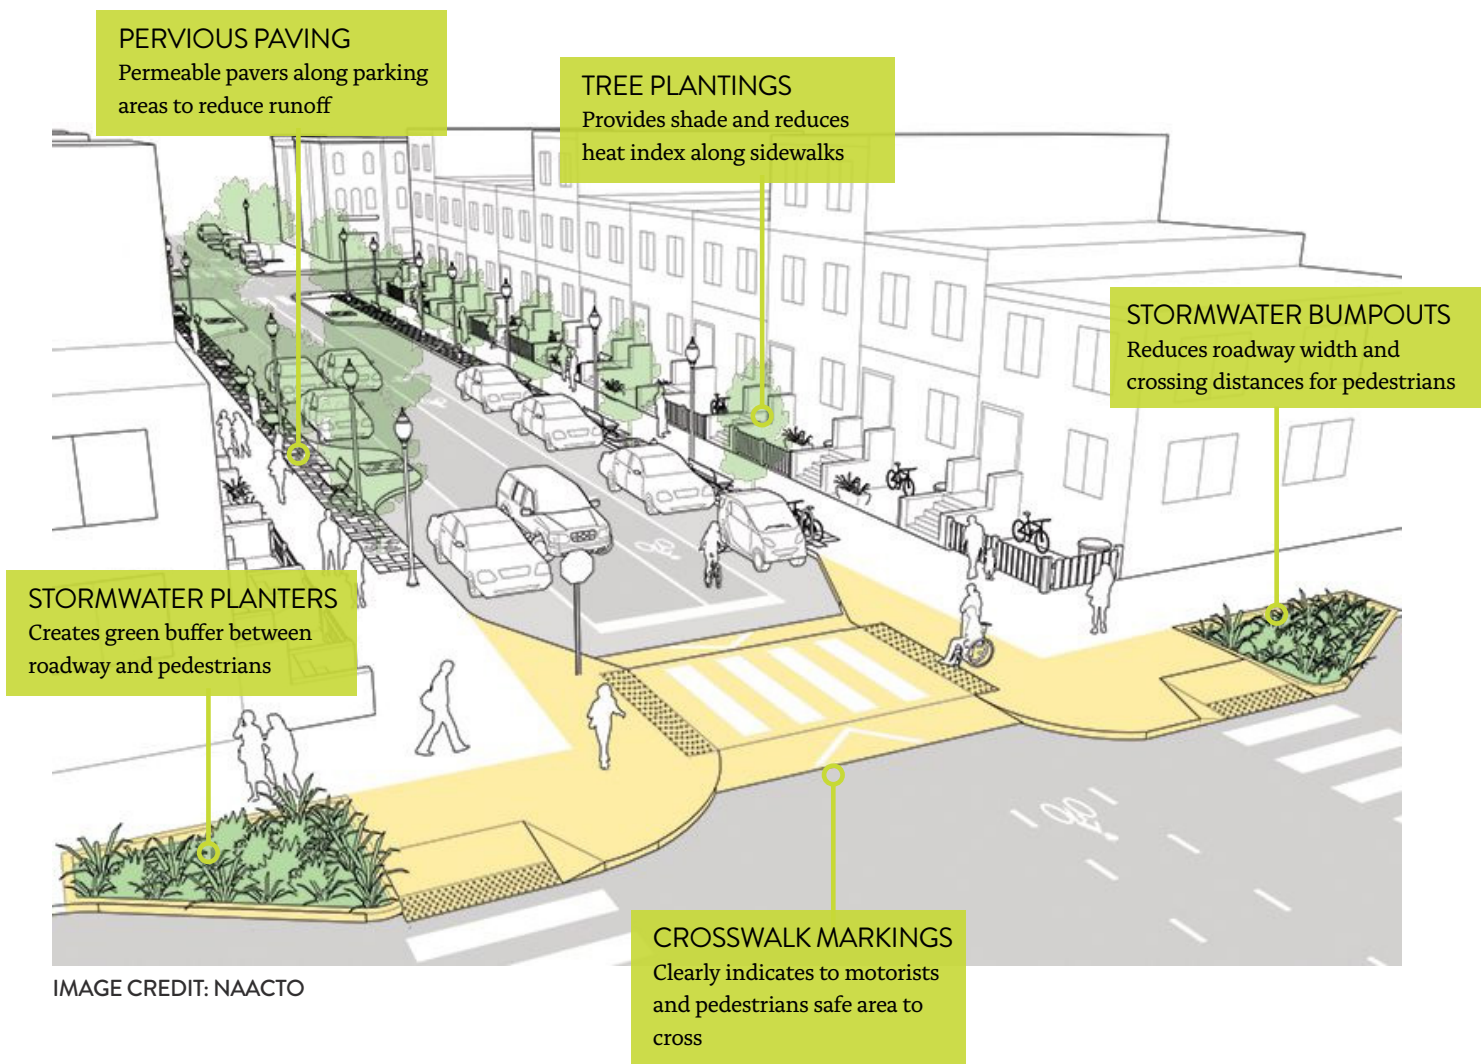 PERVIOUS PAVING
Permeable pavers along parking
areas to reduce runoff
TREE PLANTINGS
Provides shade and reduces
heat index along sidewalks
STORMWATER BUMPOUTS
Reduces roadway width and
crossing distances for pedestrians
STORMWATER PLANTERS
Creates green buffer between
roadway and pedestrians
CROSSWALK MARKINGS
Clearly indicates to motorists
and pedestrians safe area to
cross
IMAGE CREDIT: NAACTO